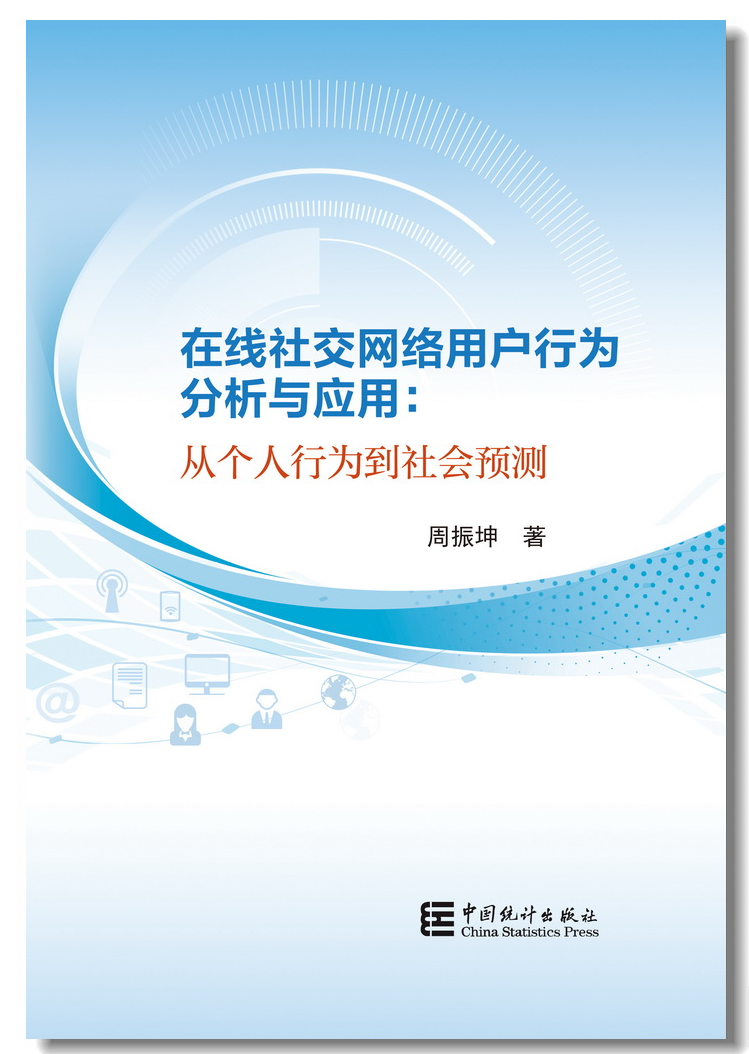 在线社交网络用户行为
分析与应用：
从个人行为到社会预测
周振坤 著
中国统计出版社
China Statistics Press